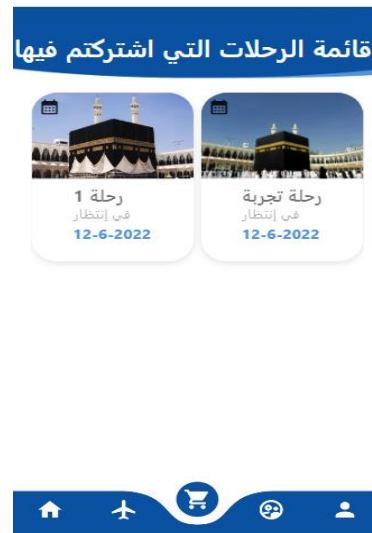 قائمة الرحلات التي اشتركتم فيها
رحلة تجربة
في إنتظار
12-6-2022
رحلة 1
في إنتظار
12-6-2022